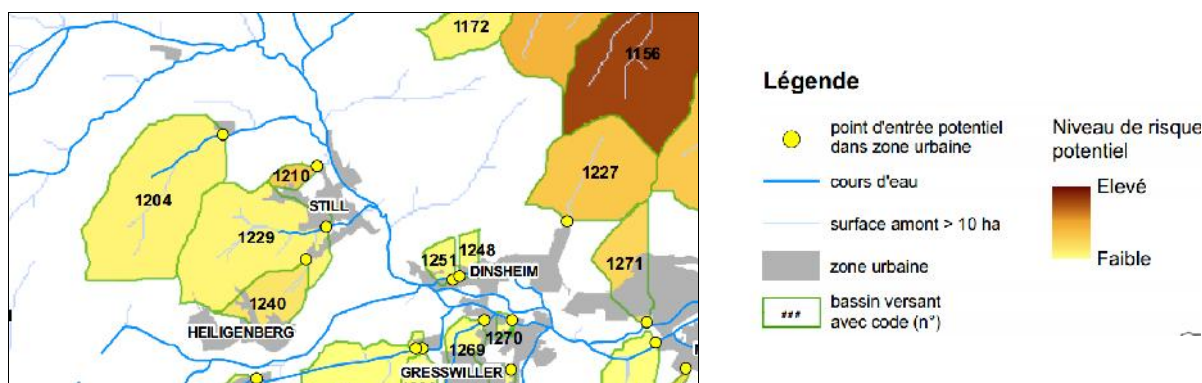 1172
1156
1204
1210
1227
STILL
1229
1251
1248
DINSHEIM
1271
1240
HEILIGENBERG
1269
1270
GRESSWILLER
Légende
point d'entrée potentiel
dans zone urbaine
cours d'eau
surface amont > 10 ha
zone urbaine
###
bassin versant
avec code (n°)
Niveau de risque
potentiel
Elevé
Faible